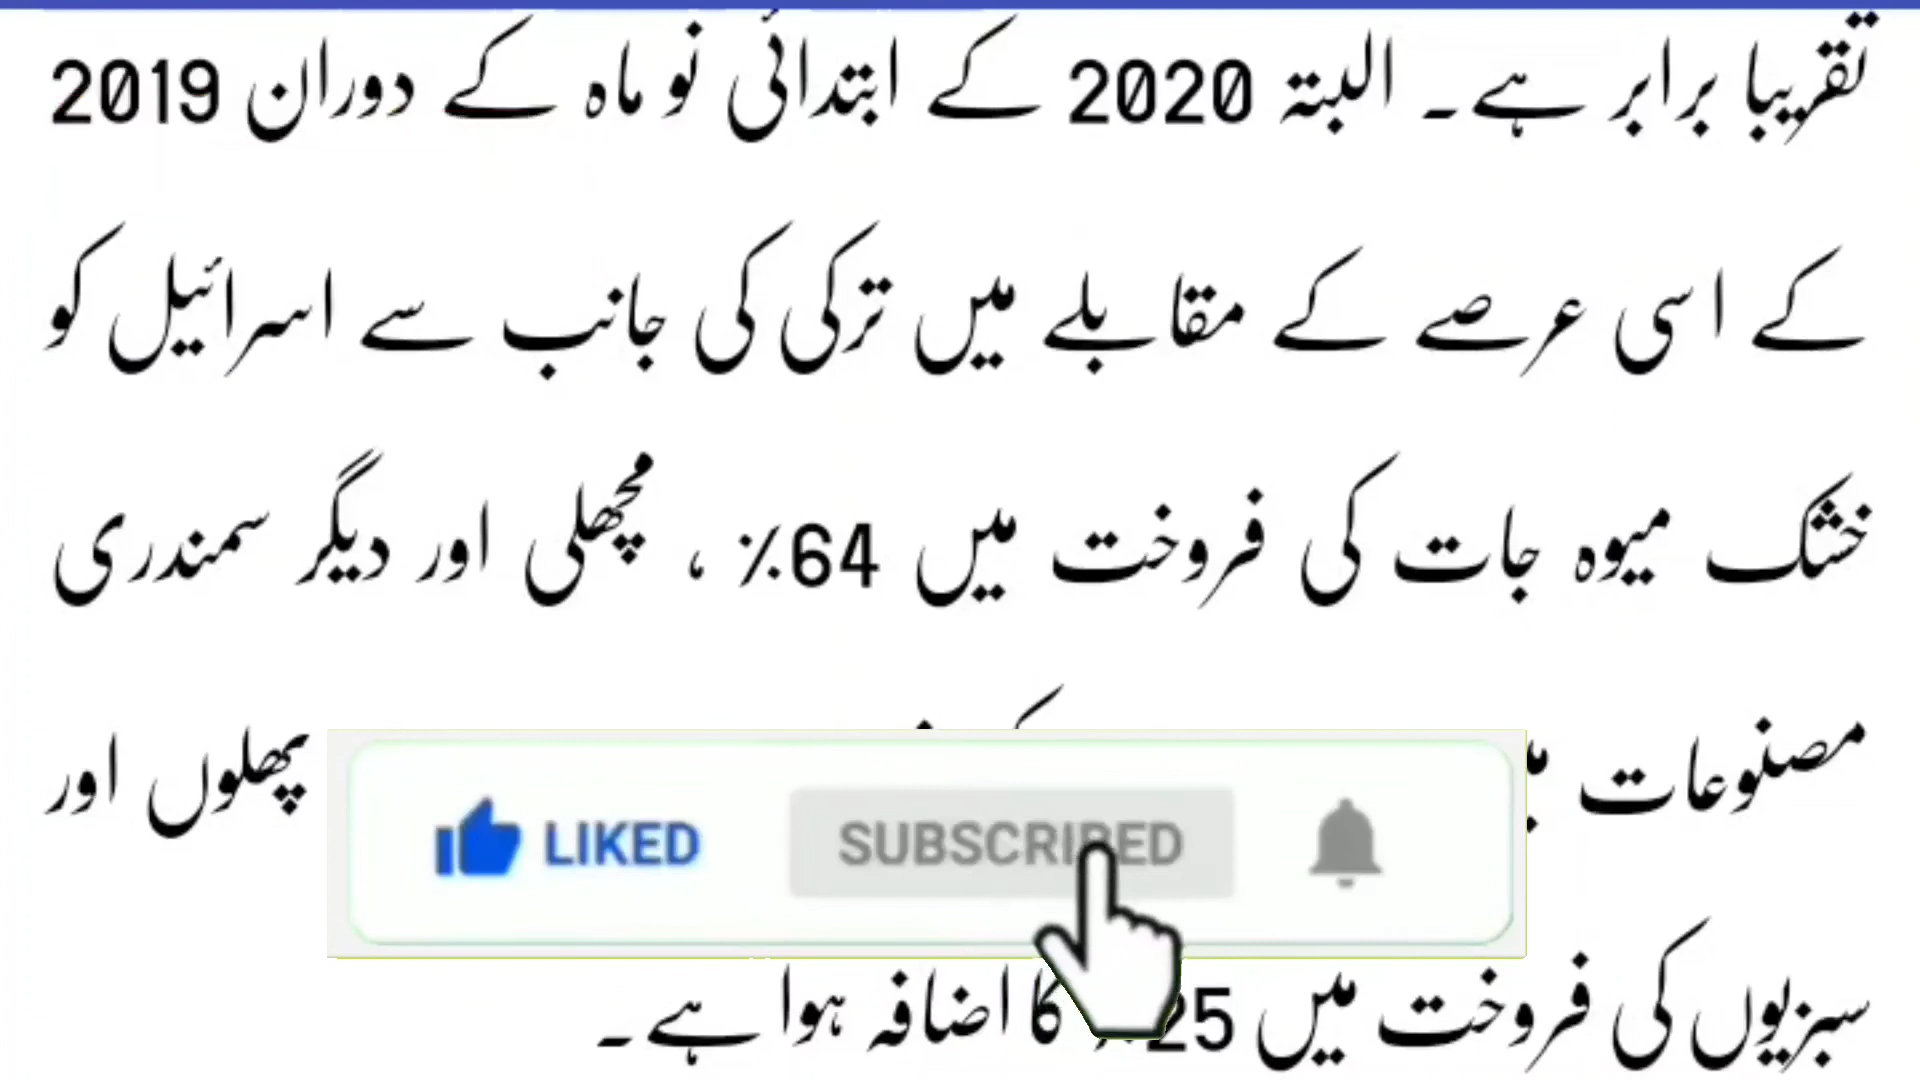 تقریبا برابر ہے۔ البتہ 2020 کے ابتدائی نو ماہ کے دوران 2019
کے اسی عرصے کے مقابلے میں ترکی کی جانب سے اسرائیل کو
خشک میوہ جات کی فروخت میں 64٪ ، مچھلی اور دیگر سمندری
مصنوعات پھلوں اور
LIKED SUBSCRIBED
سبزیوں کی فروخت میں 25٪ کا اضافہ ہوا ہے۔